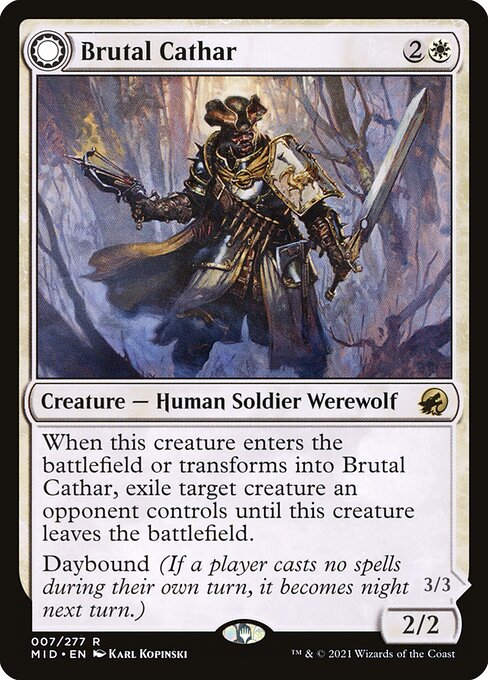 Brutal Cathar 2
Creature — Human Soldier Werewolf
When this creature enters the
battlefield or transforms into Brutal
Cathar, exile target creature an
opponent controls until this creature
leaves the battlefield.
Daybound (If a player casts no spells
during their own turn, it becomes night
next turn.)
3/3
2/2
007/277 R
MID • EN Karl Kopinski
™ & © 2021 Wizards of the Coast